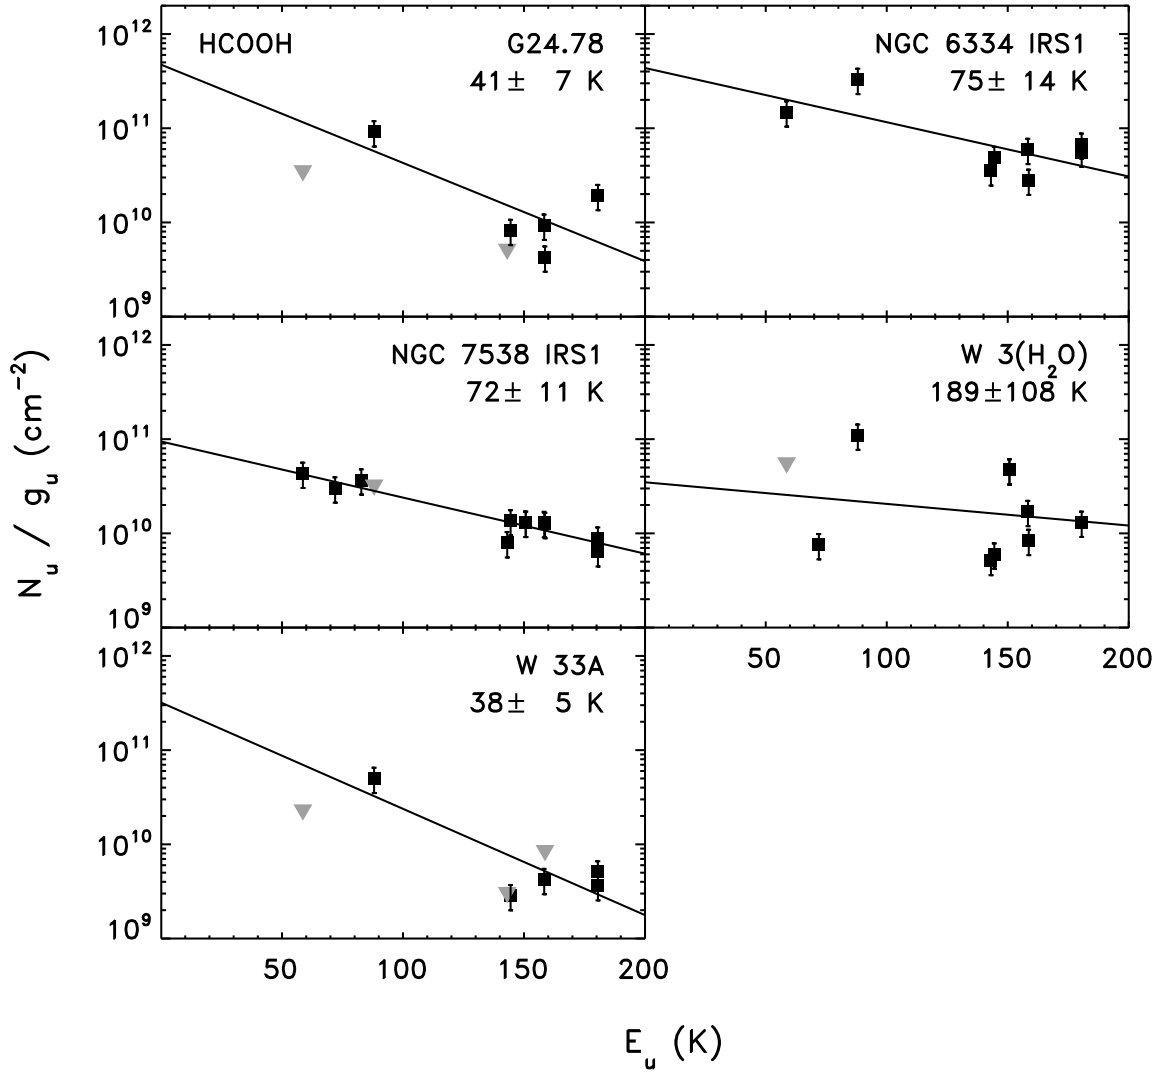 HCOOH G24.78
41± 7 K
NGC 6334 IRS1
75± 14 K
10¹²
10¹¹
10¹⁰
10⁹
NGC 7538 IRS1
72± 11 K
W 3(H₂O)
189±108 K
10¹²
10¹¹
10¹⁰
10⁹
50 100 150 200
W 33A
38± 5 K
10¹²
10¹¹
10¹⁰
10⁹
50 100 150 200
N_u / g_u (cm⁻²)
E_u (K)